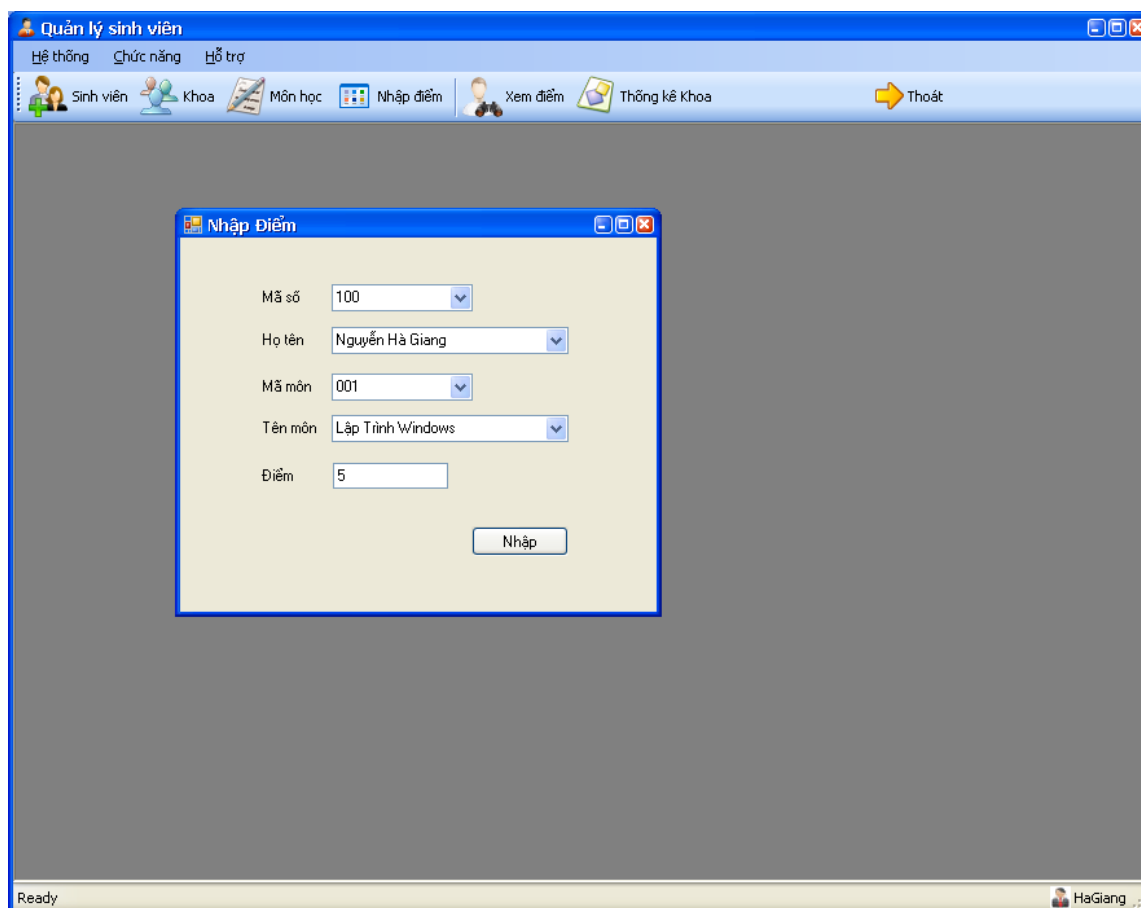 Quản lý sinh viên
Hệ thống Chức năng Hỗ trợ
Sinh viên Khoa Môn học Nhập điểm Xem điểm Thống kê Khoa Thoát
Nhập Điểm
Mã số 100
Họ tên Nguyễn Hà Giang
Mã môn 001
Tên môn Lập Trình Windows
Điểm 5
Nhập
Ready HaGiang